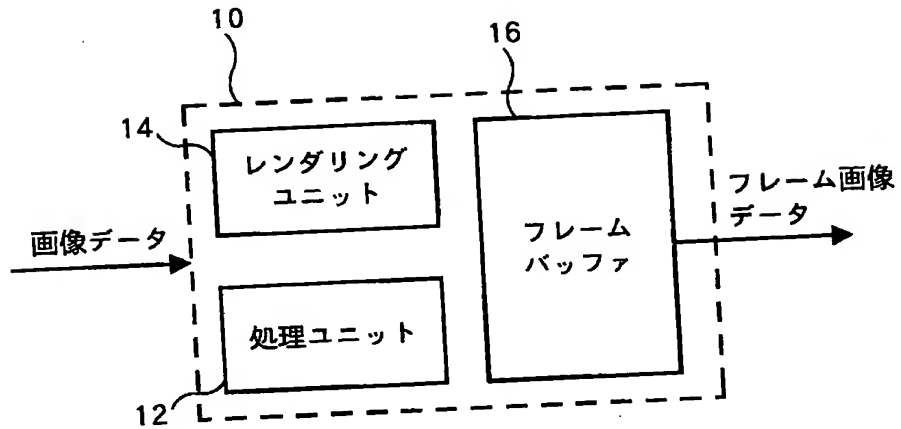 16
10
14
レンダリング
ユニット
フレーム画像
データ
画像データ
フレーム
バッファ
処理ユニット
12